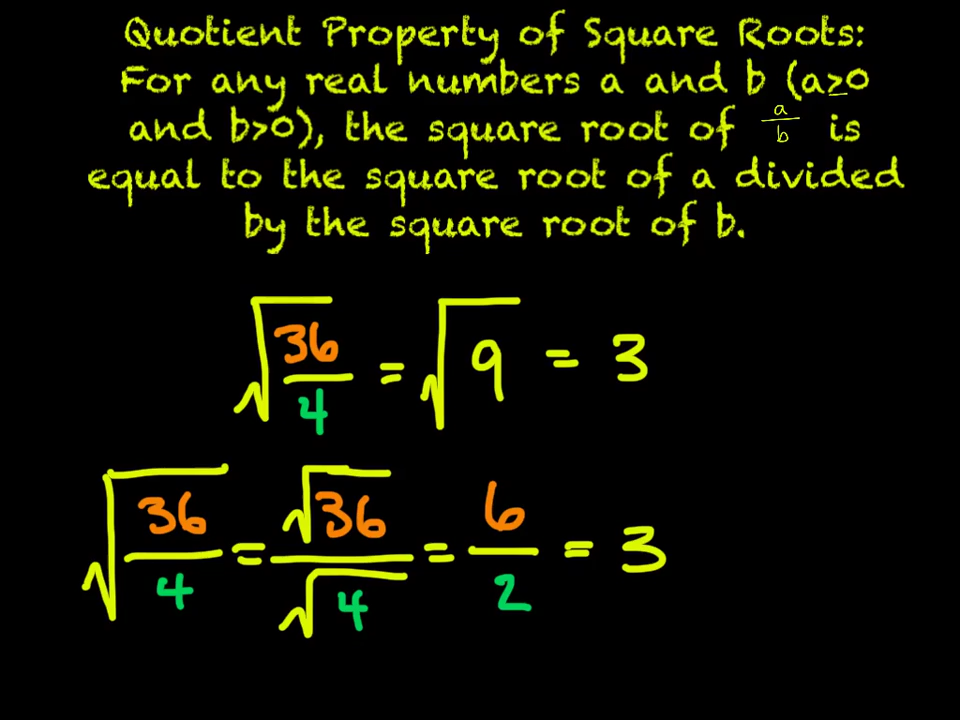 Quotient Property of Square Roots:
For any real numbers a and b (a≥0
and b>0), the square root of a/b is
equal to the square root of a divided
by the square root of b.
√(36/4) = √9 = 3
√(36/4) = √36/√4 = 6/2 = 3